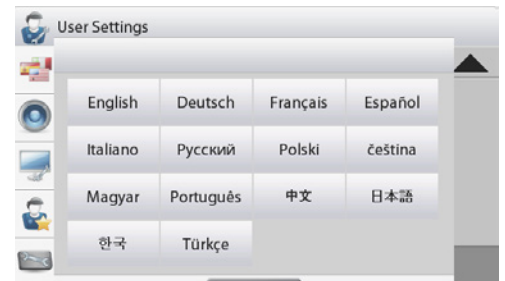 User Settings
English Deutsch Français Español
Italiano Русский Polski čeština
Magyar Português 中文 日本語
한국 Türkçe